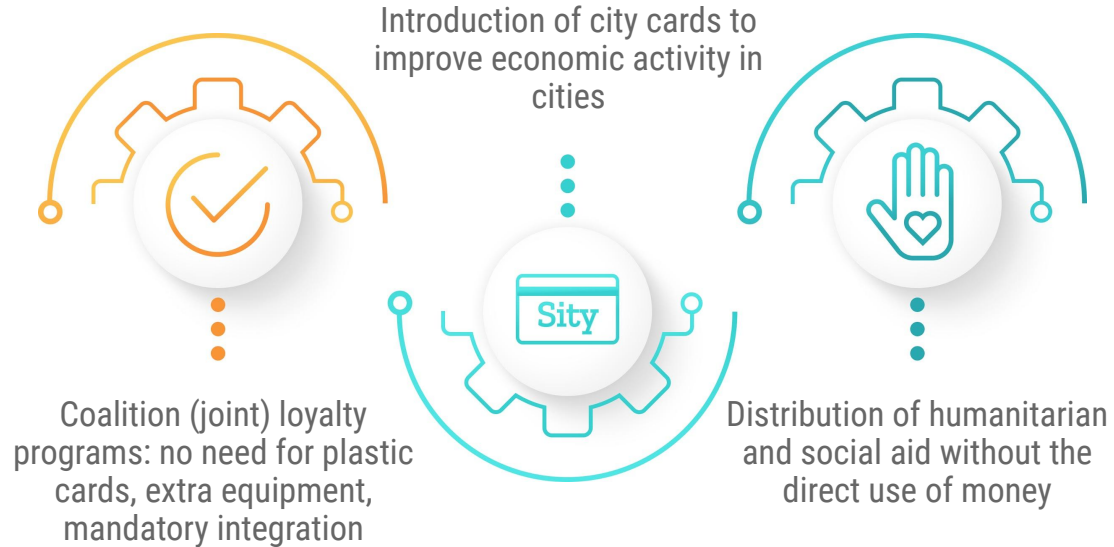 Introduction of city cards to
improve economic activity in
cities
Sity
Coalition (joint) loyalty
programs: no need for plastic
cards, extra equipment,
mandatory integration
Distribution of humanitarian
and social aid without the
direct use of money